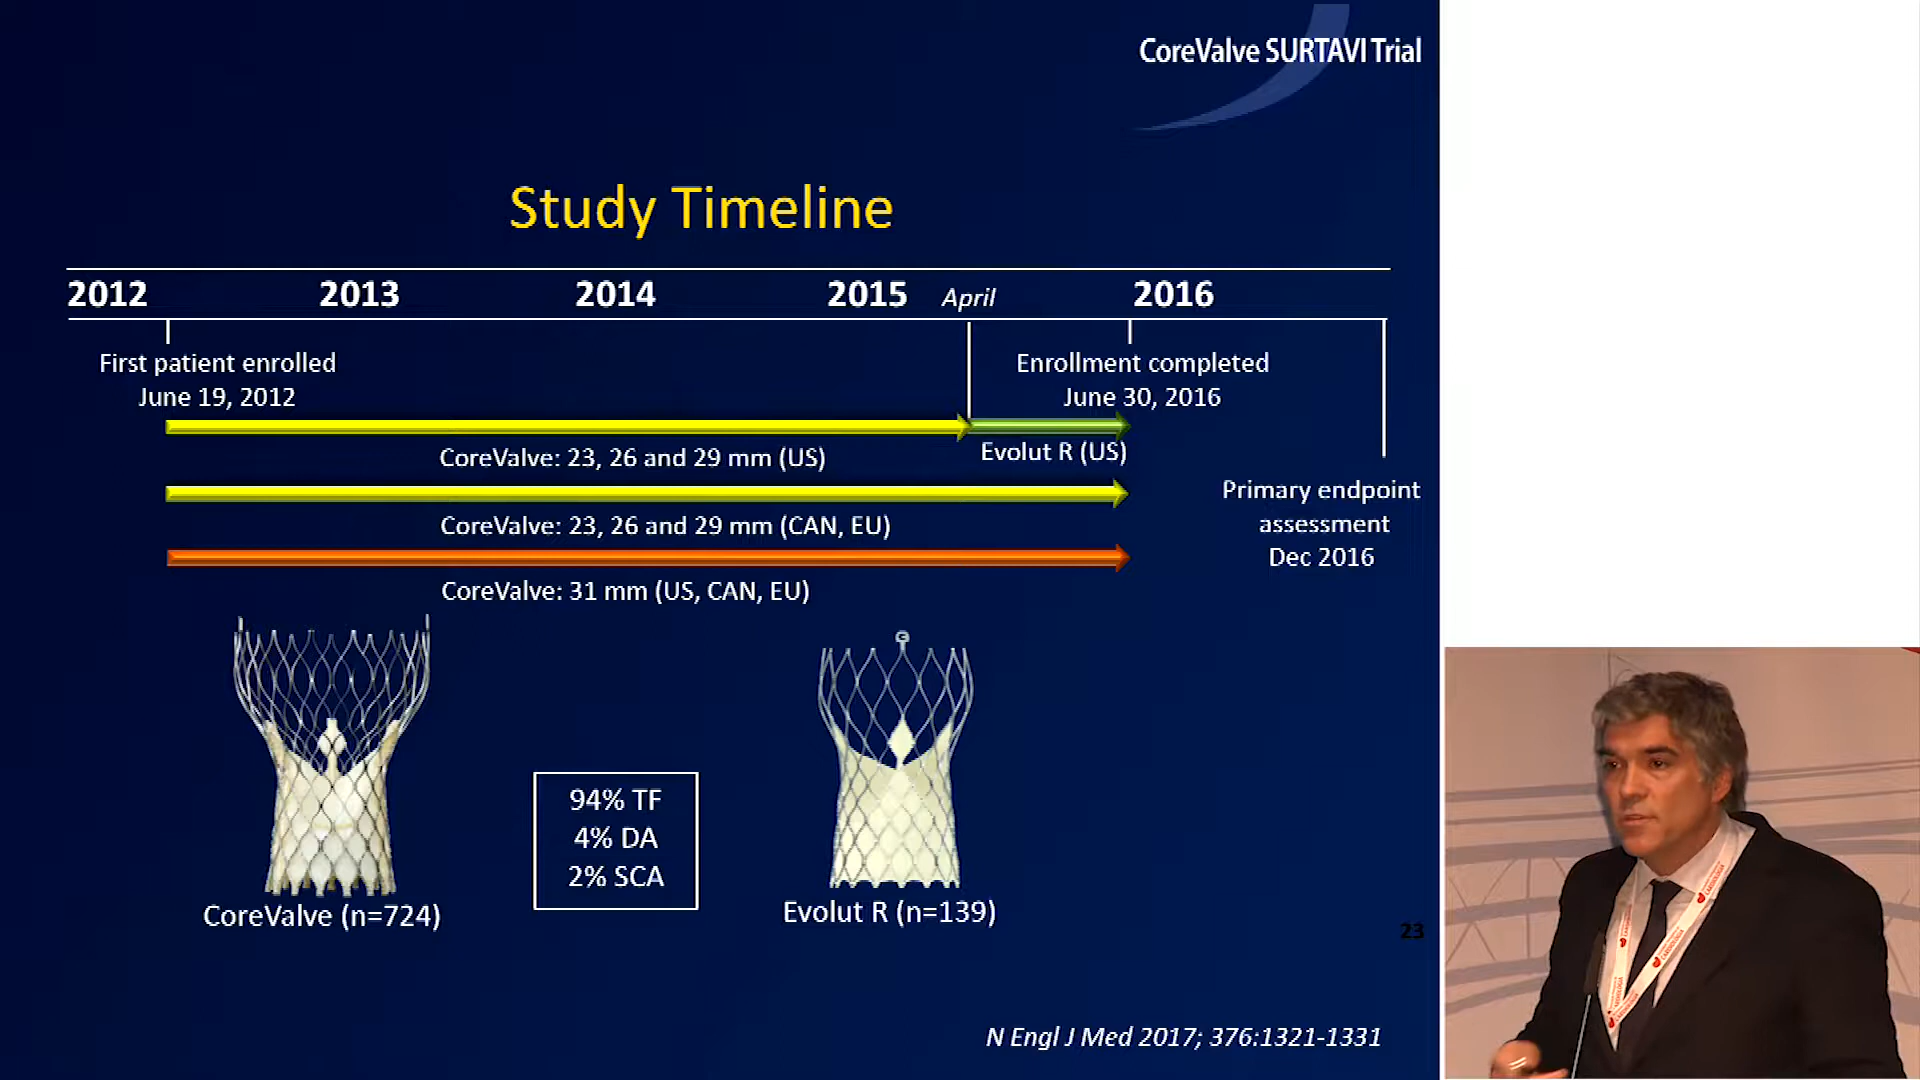 CoreValve SURTAVI Trial
Study Timeline
2012 2013 2014 2015 April 2016
First patient enrolled
June 19, 2012
Enrollment completed
June 30, 2016
CoreValve: 23, 26 and 29 mm (US)
Evolut R (US)
CoreValve: 23, 26 and 29 mm (CAN, EU)
Primary endpoint
assessment
Dec 2016
CoreValve: 31 mm (US, CAN, EU)
94% TF
4% DA
2% SCA
CoreValve (n=724)
Evolut R (n=139)
23
N Engl J Med 2017; 376:1321-1331
CARDIOLOGIA